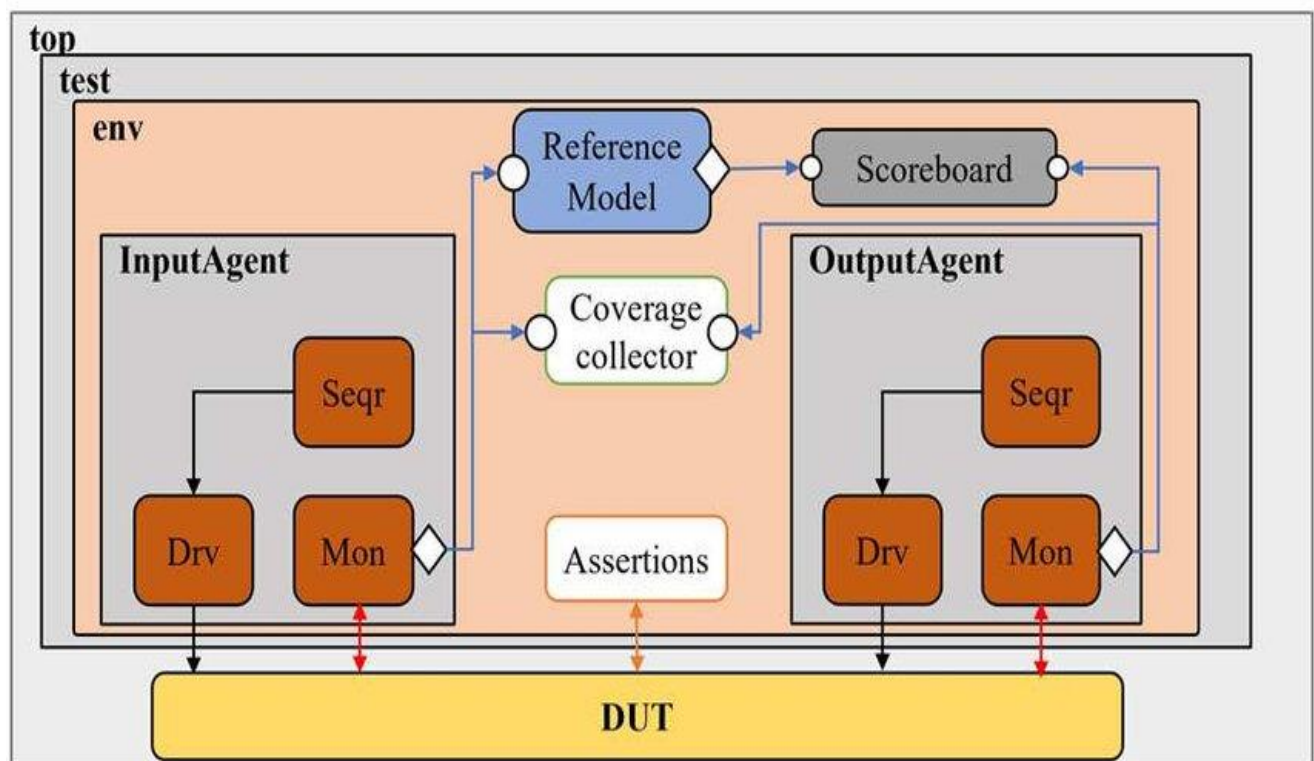 top
test
env
Reference
Model
Scoreboard
InputAgent
OutputAgent
Coverage
collector
Seqr
Seqr
Drv
Mon
Assertions
Drv
Mon
DUT